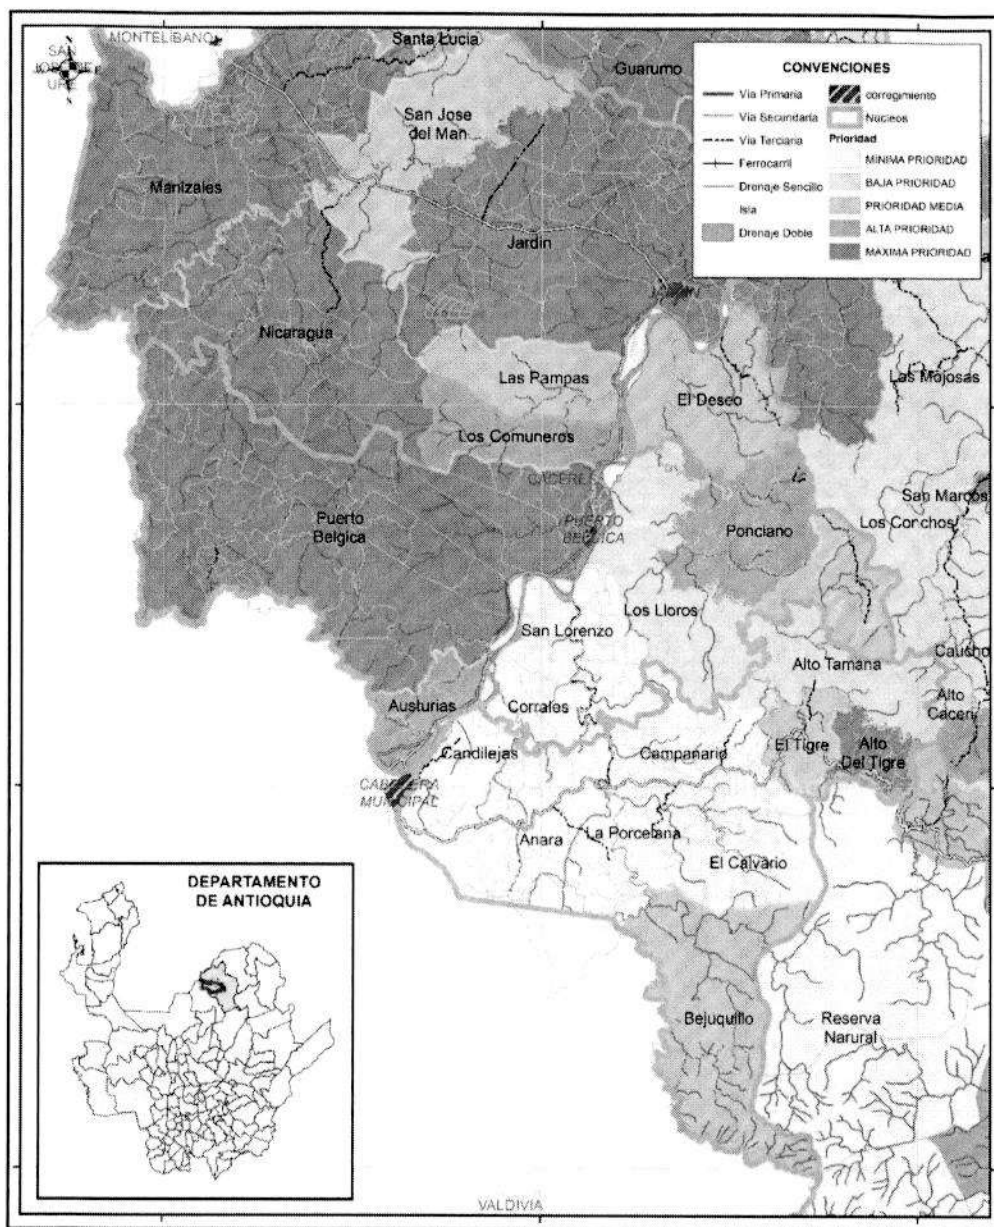 MONTELIBANO
SAN
JORGE
URE
Santa Lucia
Guarumo
San Jose
del Man
Manizales
Jardin
Nicaragua
Las Pampas
El Deseo
Las Mojosas
Los Comuneros
CACERES
Puerto
Belgica
PUERTO
BELGICA
Ponciano
San Marcos
Los Conchos
San Lorenzo
Los Lloros
Caucho
Alto Tamana
Austurias
Corrales
Alto
Caceri
Candilejas
Campanario
El Tigre
Alto
Del Tigre
CABECERA
MUNICIPAL
Anara
La Porcelana
El Calvario
Bejuquillo
Reserva
Narural
VALDIVIA
CONVENCIONES
Via Primaria
Via Secundaria
Via Terciaria
Ferrocarril
Drenaje Sencillo
Isla
Drenaje Doble
corregimiento
Núcleos
Prioridad
MÍNIMA PRIORIDAD
BAJA PRIORIDAD
PRIORIDAD MEDIA
ALTA PRIORIDAD
MAXIMA PRIORIDAD
DEPARTAMENTO
DE ANTIOQUIA